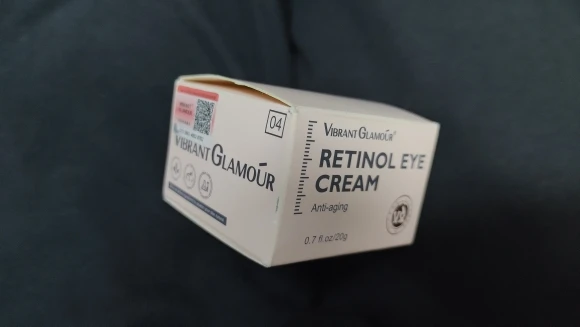 04
VIBRANT GLAMOUR
VIBRANT GLAMOUR®
RETINOL EYE
CREAM
Anti-aging
0.7 fl.oz/20g